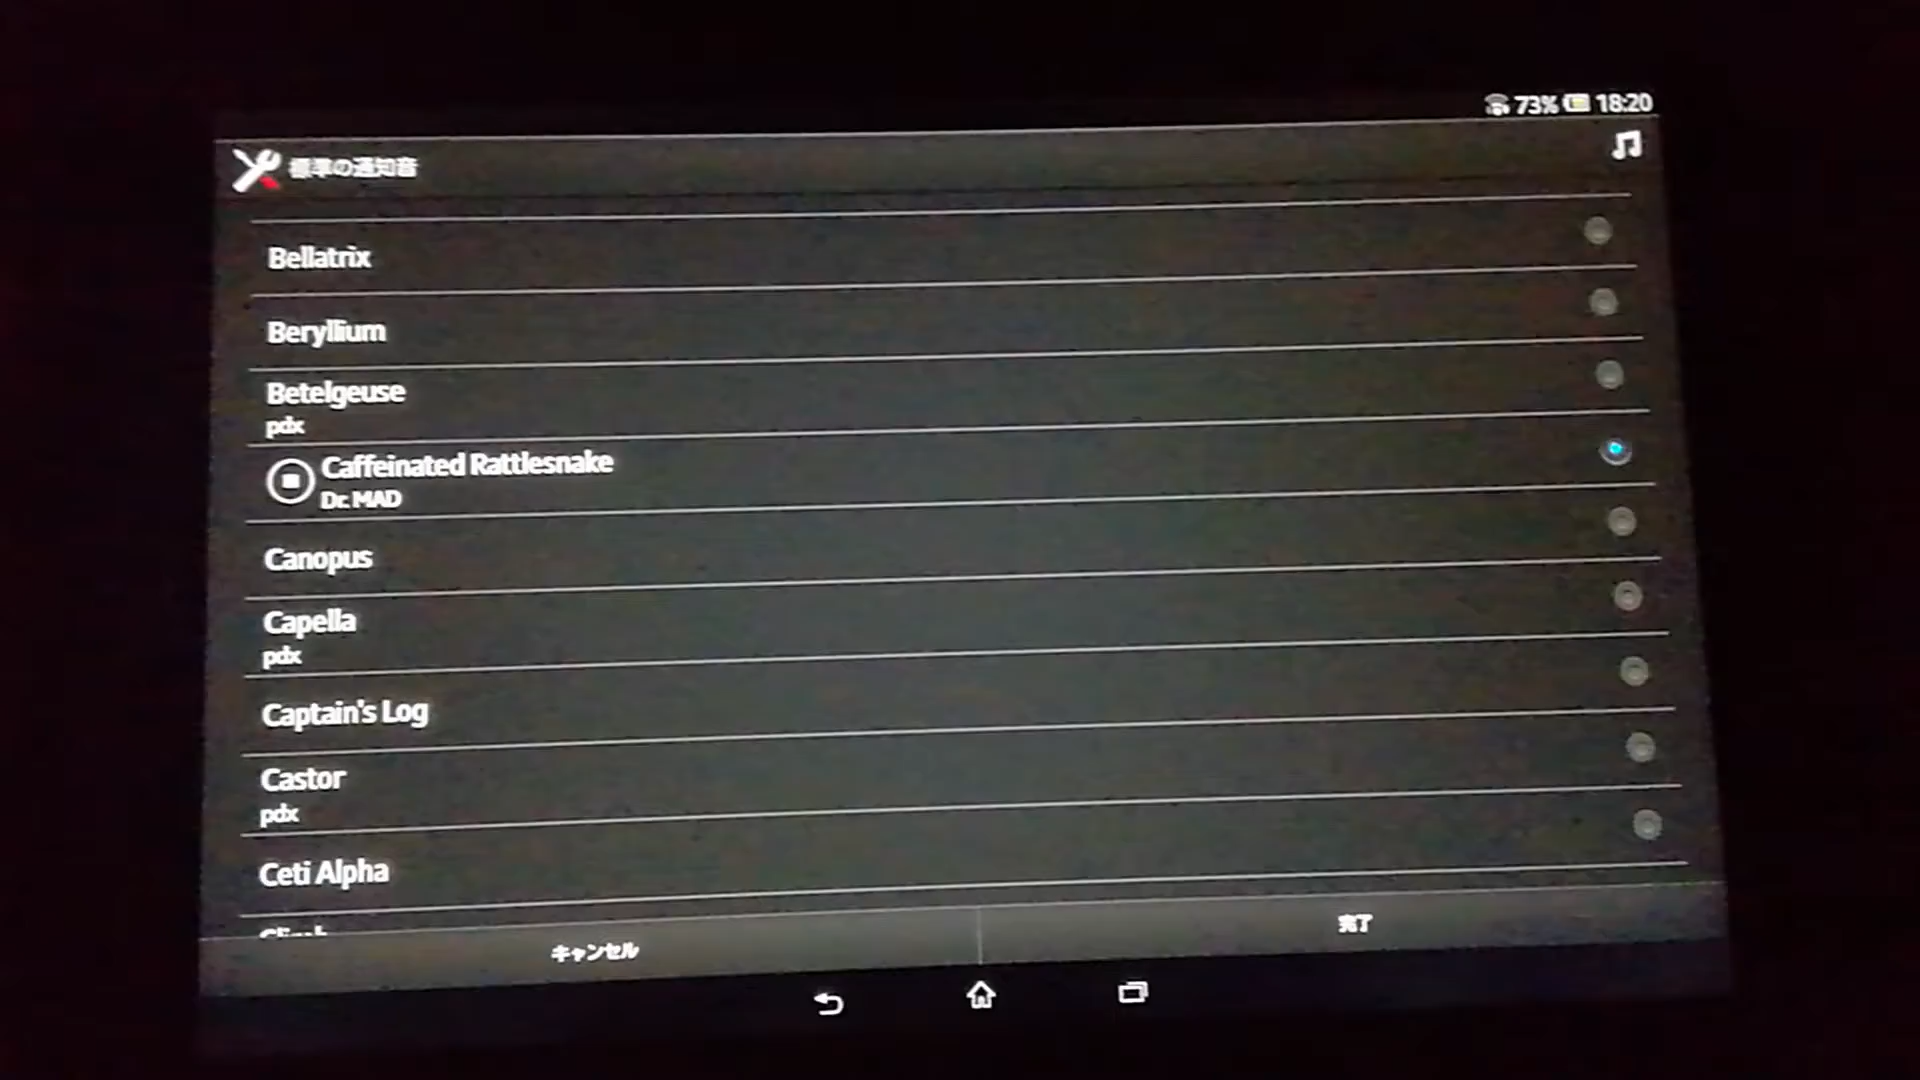 73% 18:20
標準の通知音
Bellatrix
Beryllium
Betelgeuse
pdx
Caffeinated Rattlesnake
Dr. MAD
Canopus
Capella
pdx
Captain's Log
Castor
pdx
Ceti Alpha
キャンセル
完了